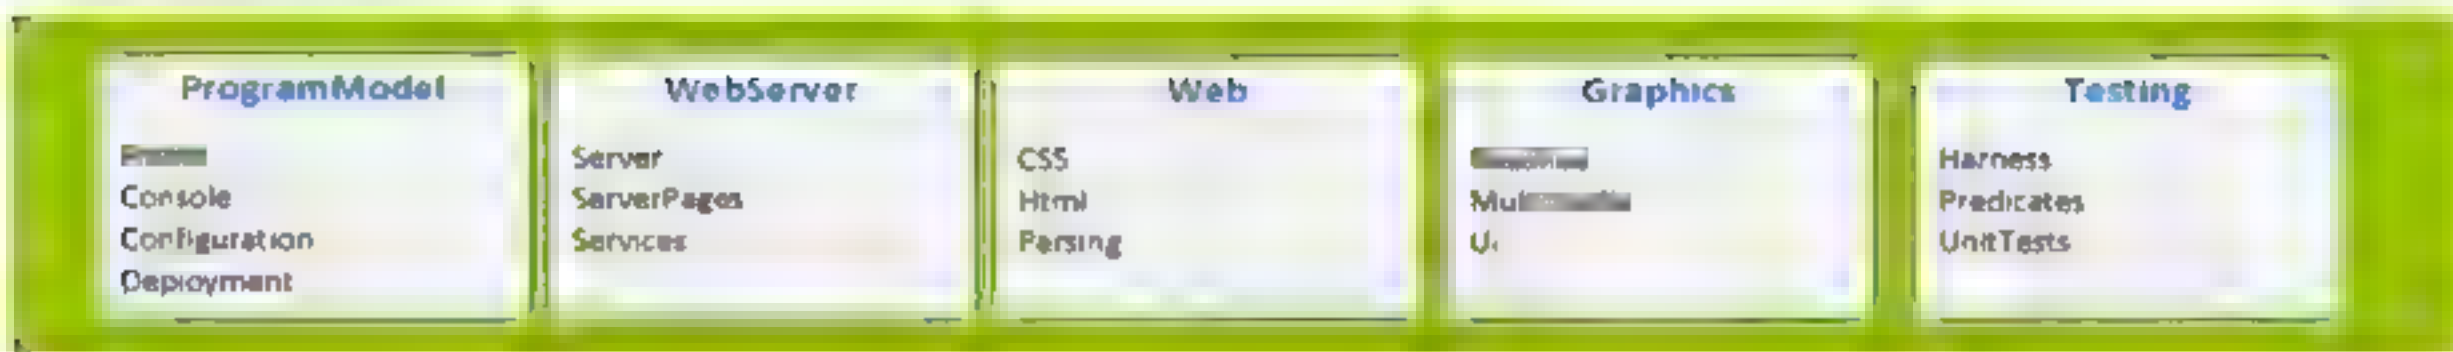 ProgramModel
Console
Configuration
Deployment
WebServer
Server
ServerPages
Services
Web
CSS
Html
Parsing
Graphics
Testing
Harness
Predicates
UnitTests